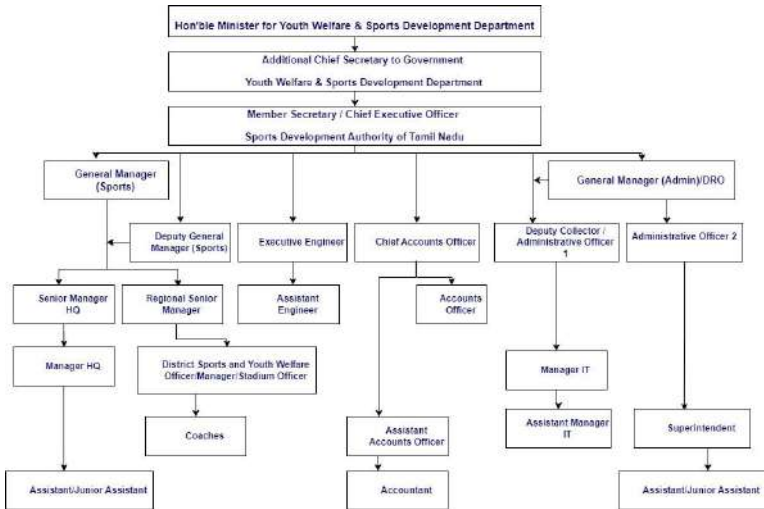 Hon'ble Minister for Youth Welfare & Sports Development Department
Additional Chief Secretary to Government
Youth Welfare & Sports Development Department
Member Secretary / Chief Executive Officer
Sports Development Authority of Tamil Nadu
General Manager
(Sports)
General Manager (Admin)/DRO
Deputy General
Manager (Sports)
Executive Engineer
Chief Accounts Officer
Deputy Collector /
Administrative Officer
1
Administrative Officer 2
Senior Manager
HQ
Regional Senior
Manager
Assistant
Engineer
Accounts
Officer
Manager HQ
District Sports and Youth Welfare
Officer/Manager/Stadium Officer
Manager IT
Coaches
Assistant
Accounts Officer
Assistant Manager
IT
Superintendent
Assistant/Junior Assistant
Accountant
Assistant/Junior Assistant